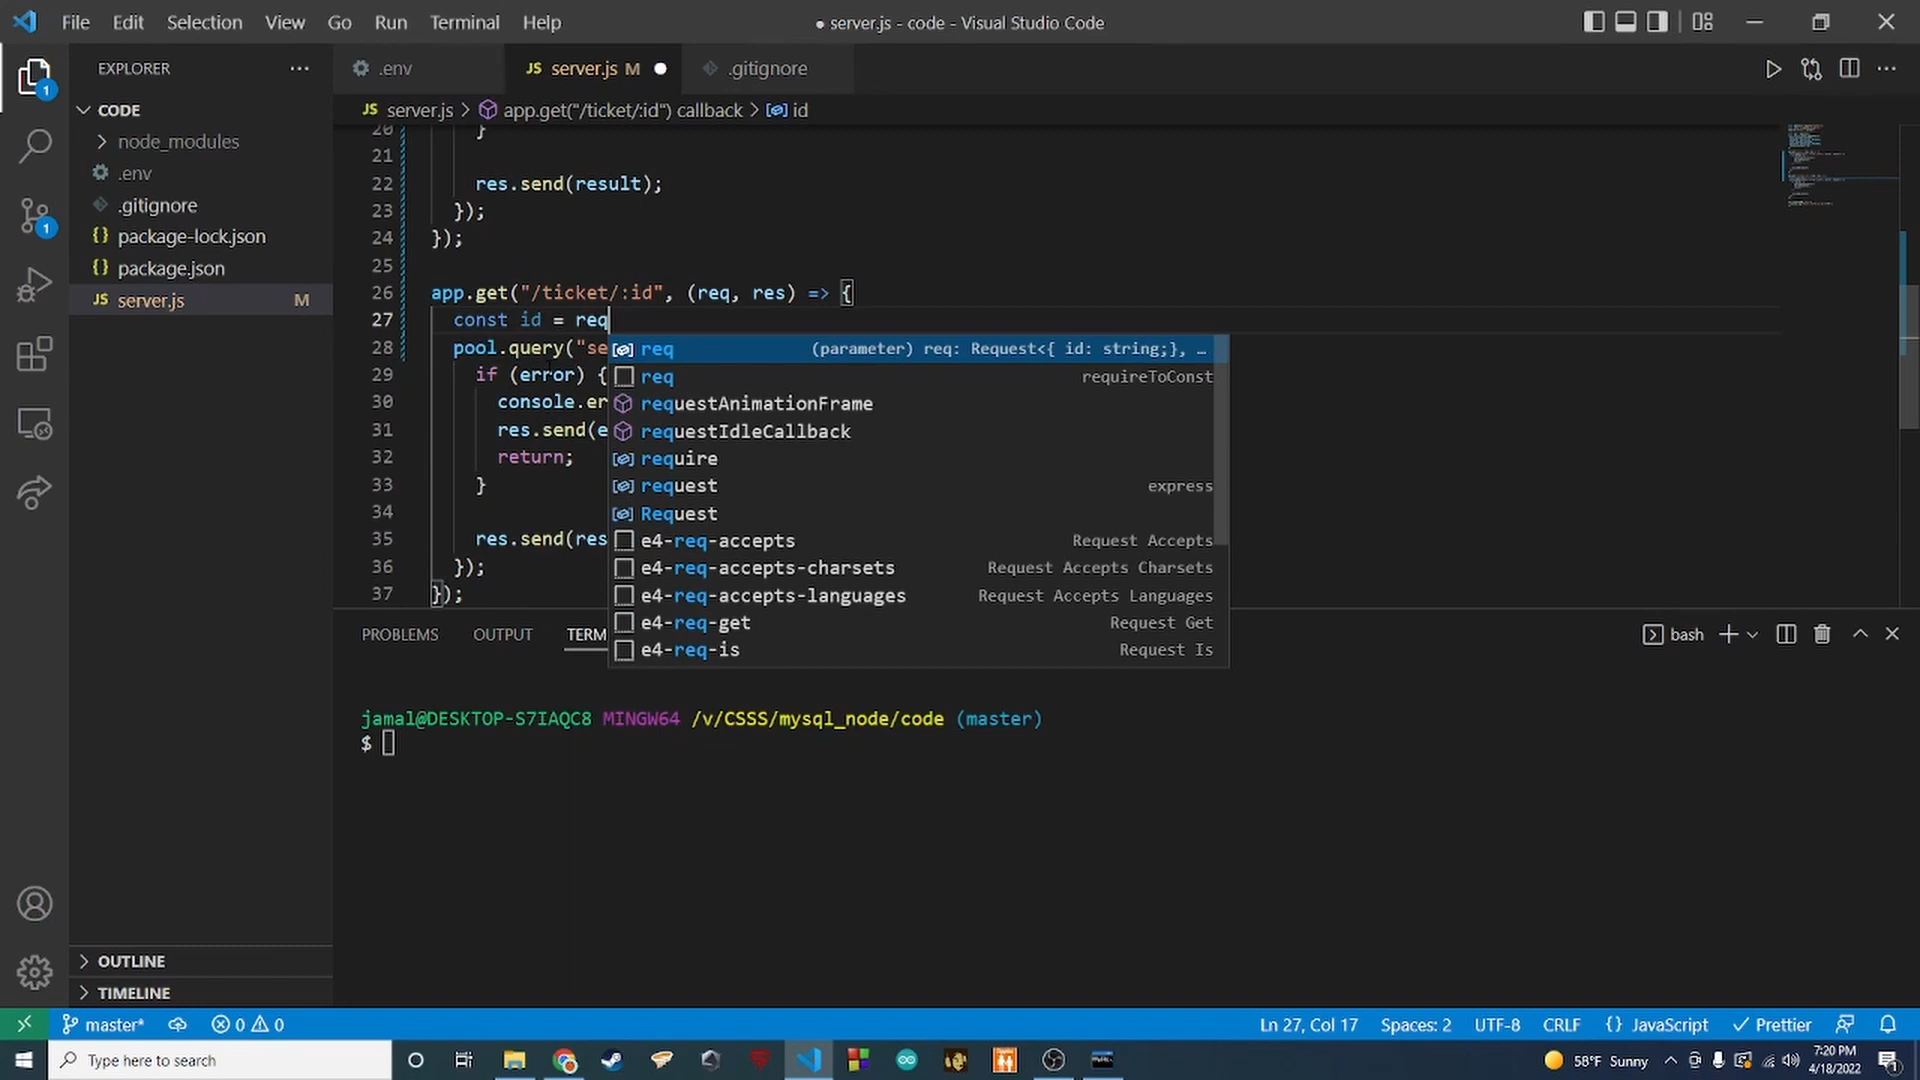 File Edit Selection View Go Run Terminal Help
● server.js - code - Visual Studio Code
EXPLORER
.env
server.js M
.gitignore
CODE
server.js > app.get("/ticket/:id") callback > id
node_modules
.env
.gitignore
package-lock.json
package.json
server.js M
20 }
21
22 res.send(result);
23 });
24 });
25
26 app.get("/ticket/:id", (req, res) => {
27 const id = req
28 pool.query("se
29 if (error) {
30 console.er
31 res.send(e
32 return;
33 }
34
35 res.send(res
36 });
37 });
req (parameter) req: Request<{ id: string;}, …
req requireToConst
requestAnimationFrame
requestIdleCallback
require
request express
Request
e4-req-accepts Request Accepts
e4-req-accepts-charsets Request Accepts Charsets
e4-req-accepts-languages Request Accepts Languages
e4-req-get Request Get
e4-req-is Request Is
PROBLEMS OUTPUT TERM
bash
jamal@DESKTOP-S7IAQC8 MINGW64 /v/CSSS/mysql_node/code (master)
$
OUTLINE
TIMELINE
master* 0 0
Ln 27, Col 17 Spaces: 2 UTF-8 CRLF {} JavaScript Prettier
Type here to search
58°F Sunny
7:20 PM
4/18/2022